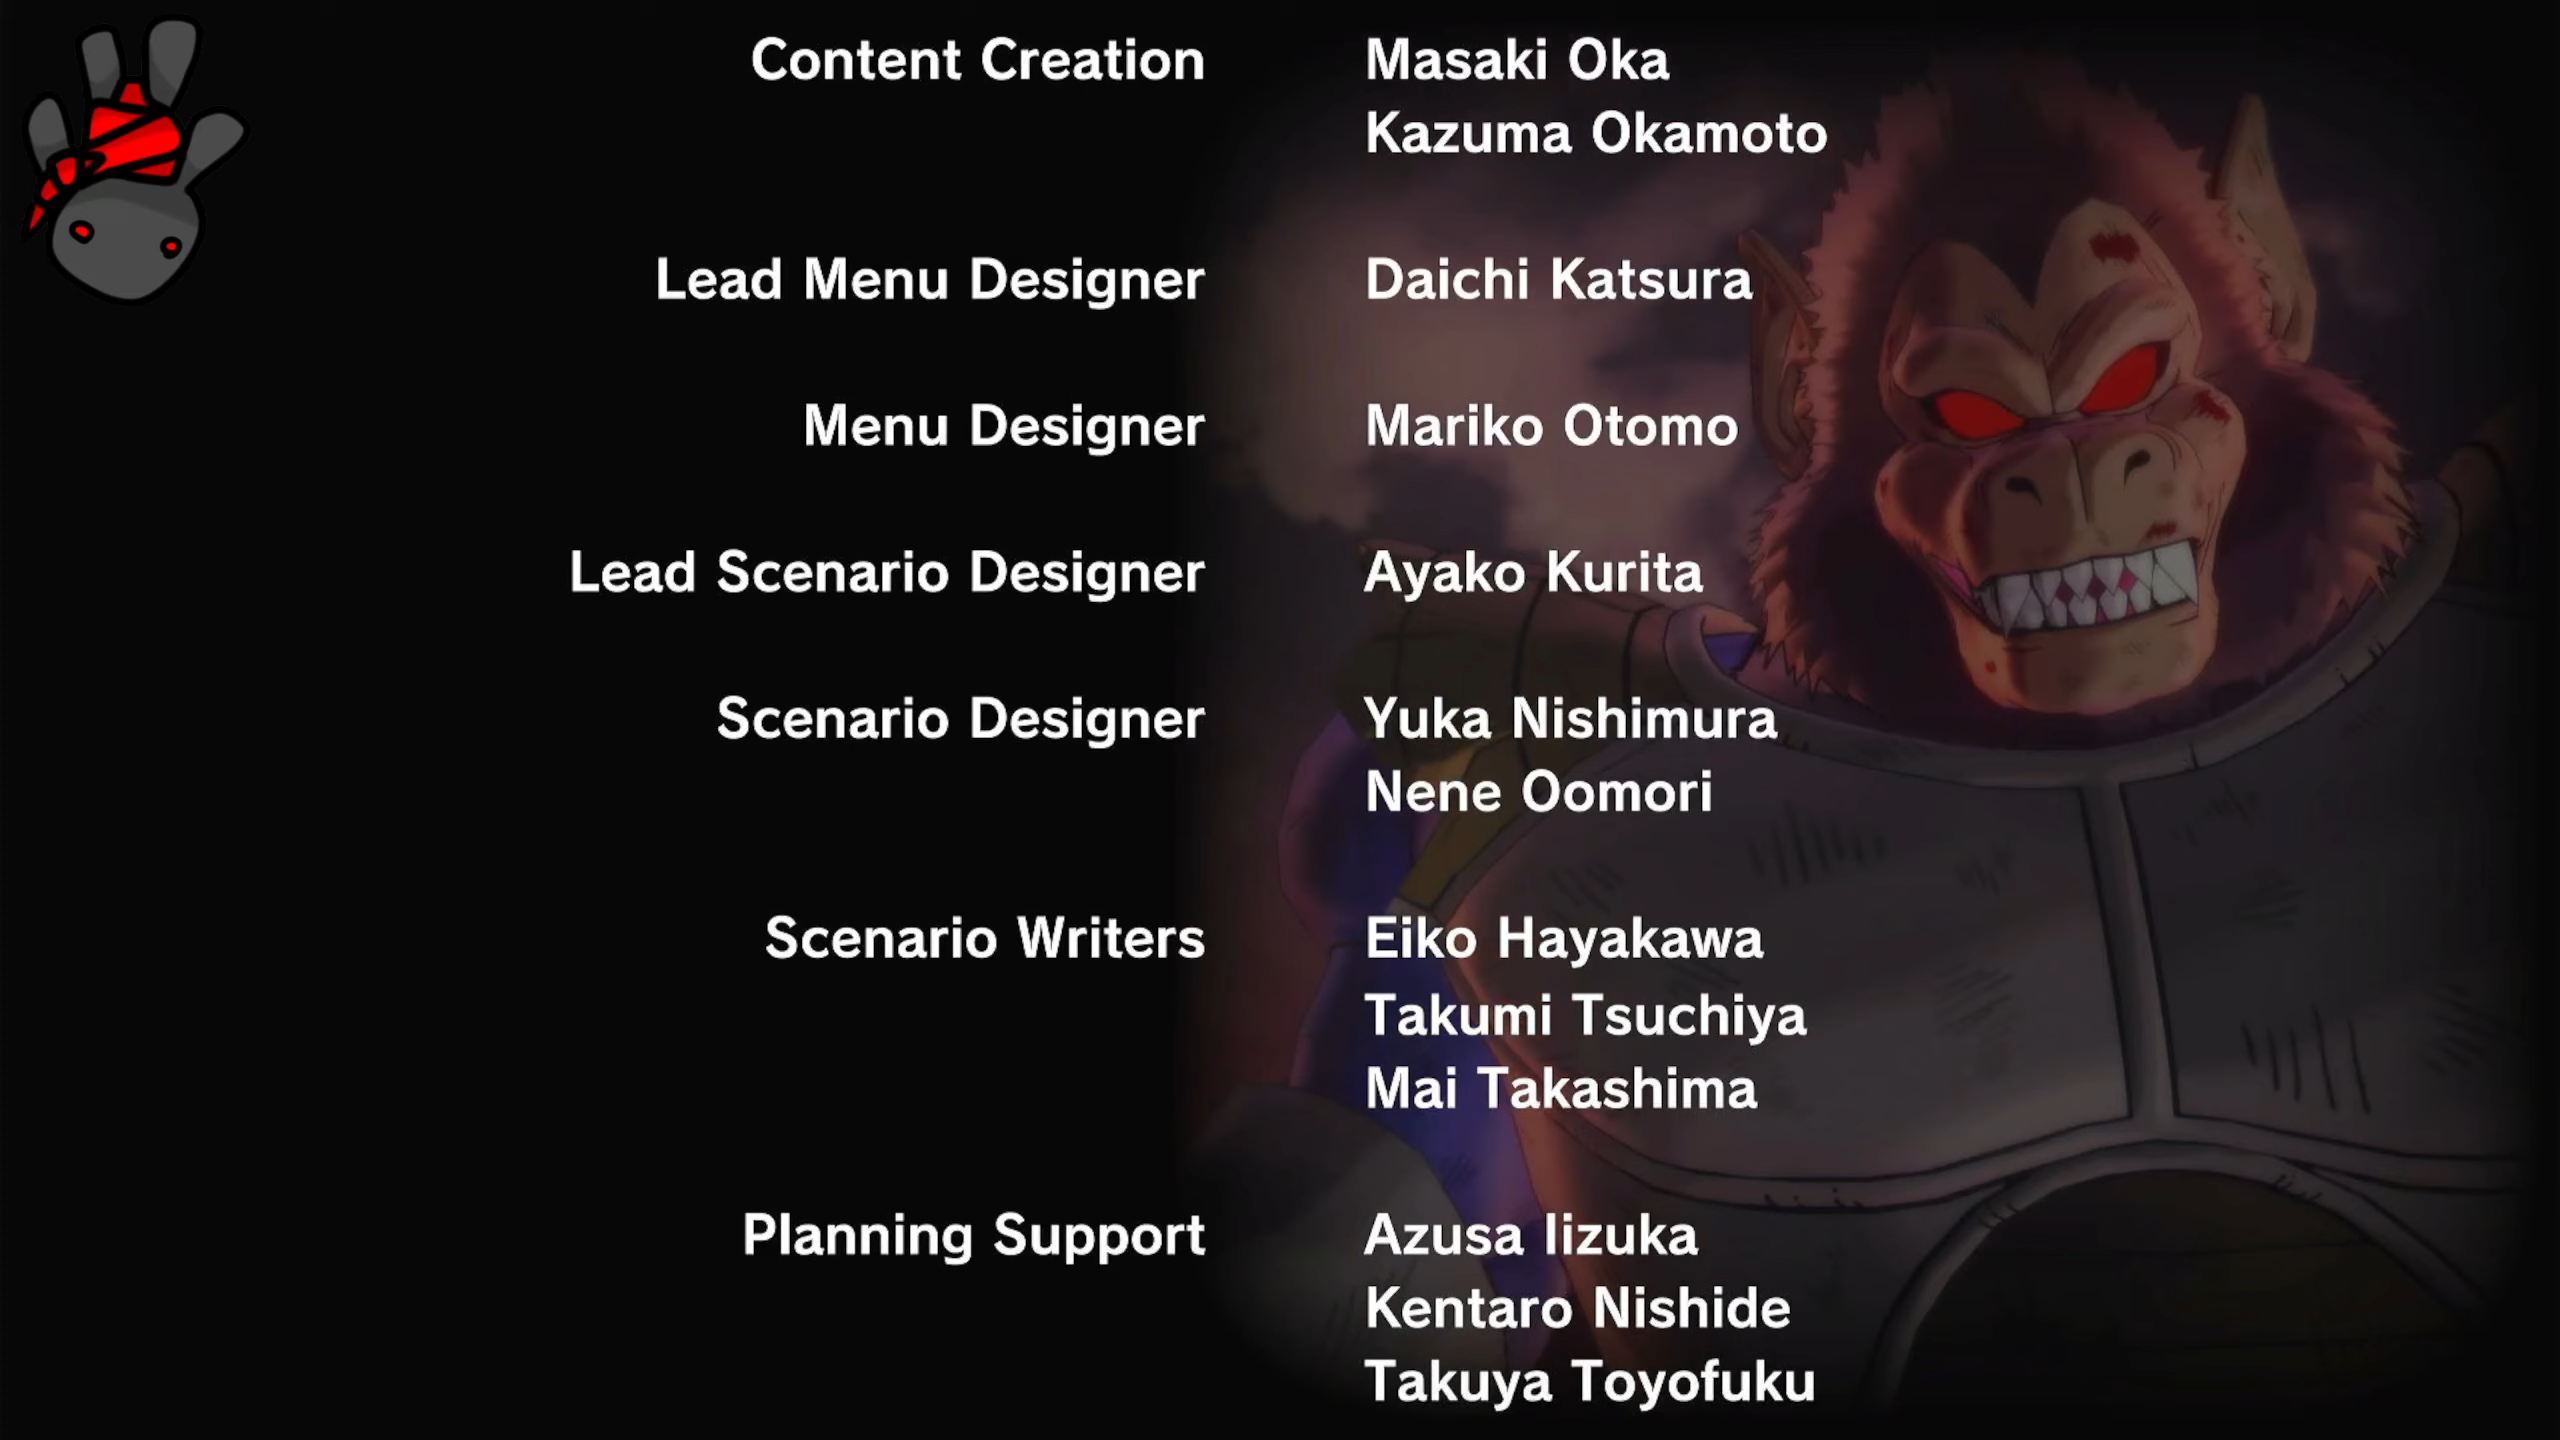 Content Creation Masaki Oka
Kazuma Okamoto
Lead Menu Designer Daichi Katsura
Menu Designer Mariko Otomo
Lead Scenario Designer Ayako Kurita
Scenario Designer Yuka Nishimura
Nene Oomori
Scenario Writers Eiko Hayakawa
Takumi Tsuchiya
Mai Takashima
Planning Support Azusa Iizuka
Kentaro Nishide
Takuya Toyofuku